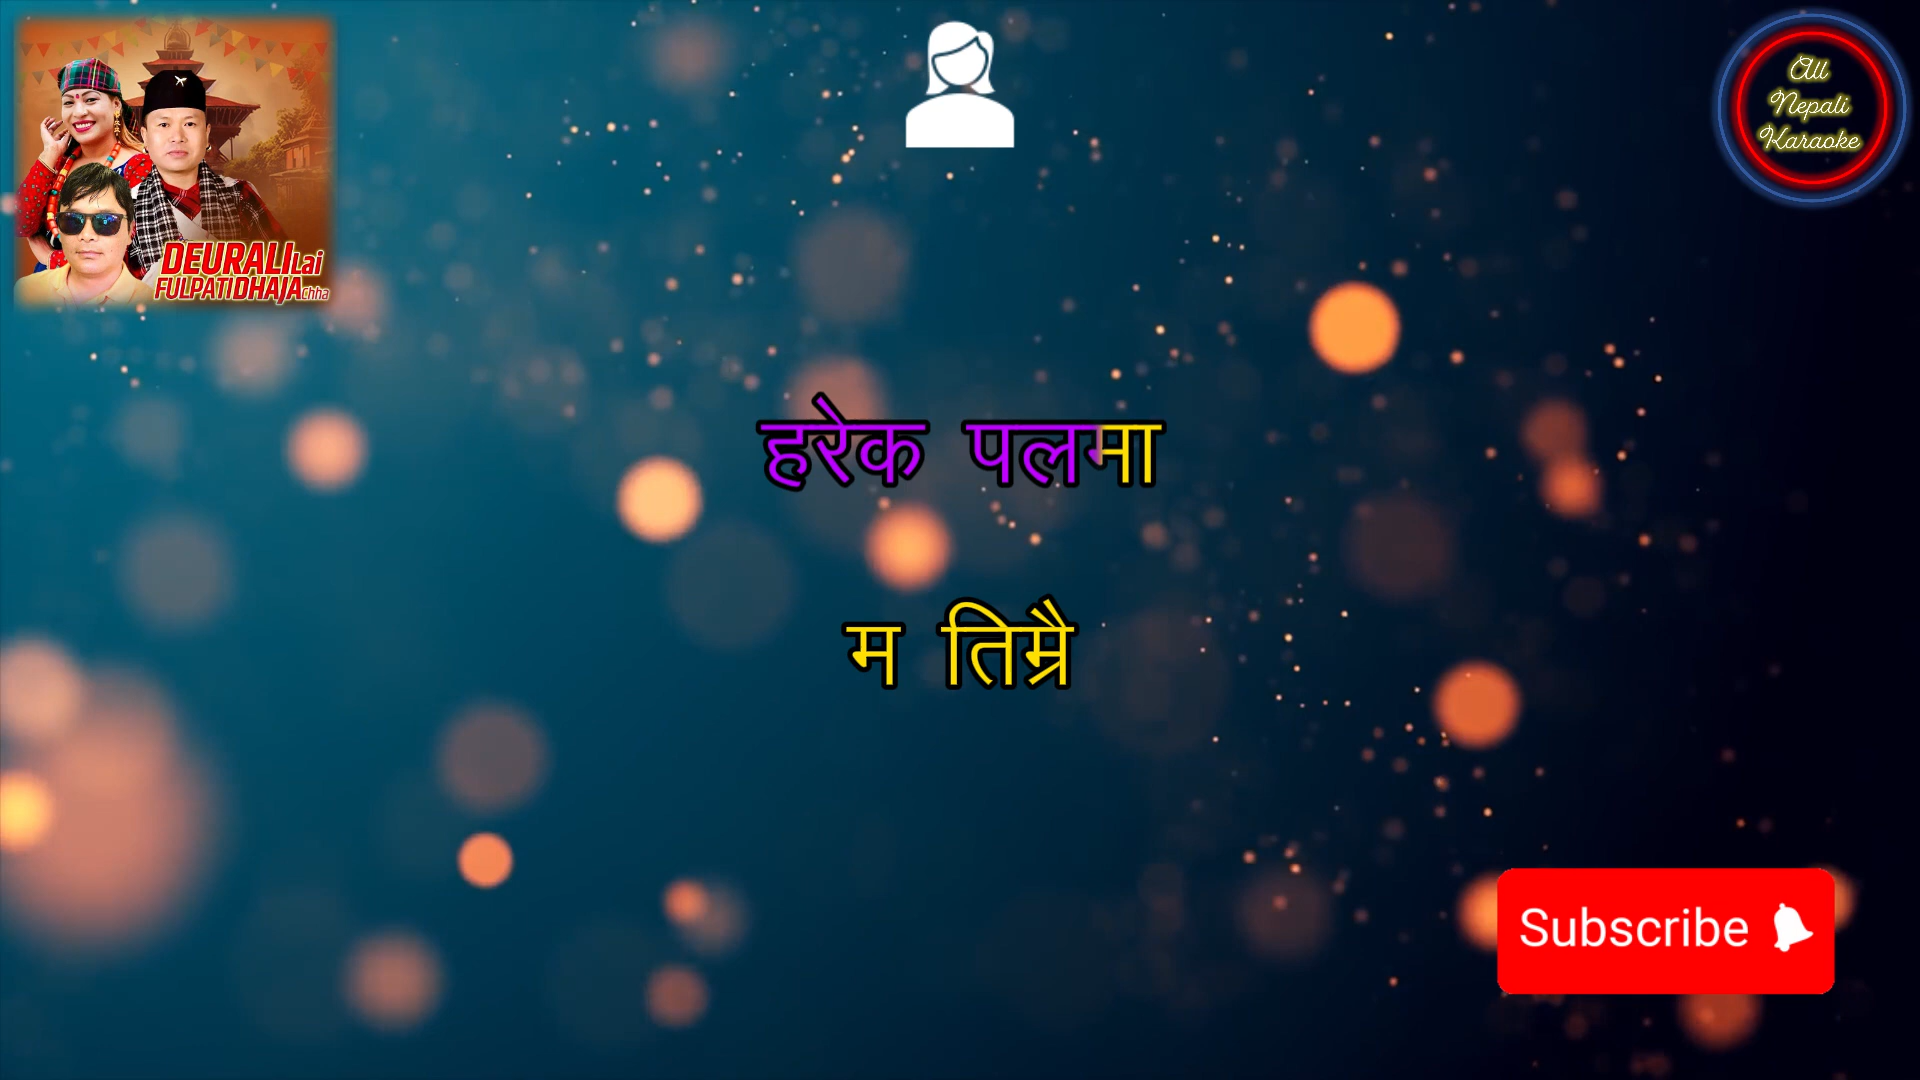 DEURALI Lai
FULPATI DHAJA Chha
All
Nepali
Karaoke
हरेक पलमा
म तिम्रै
Subscribe